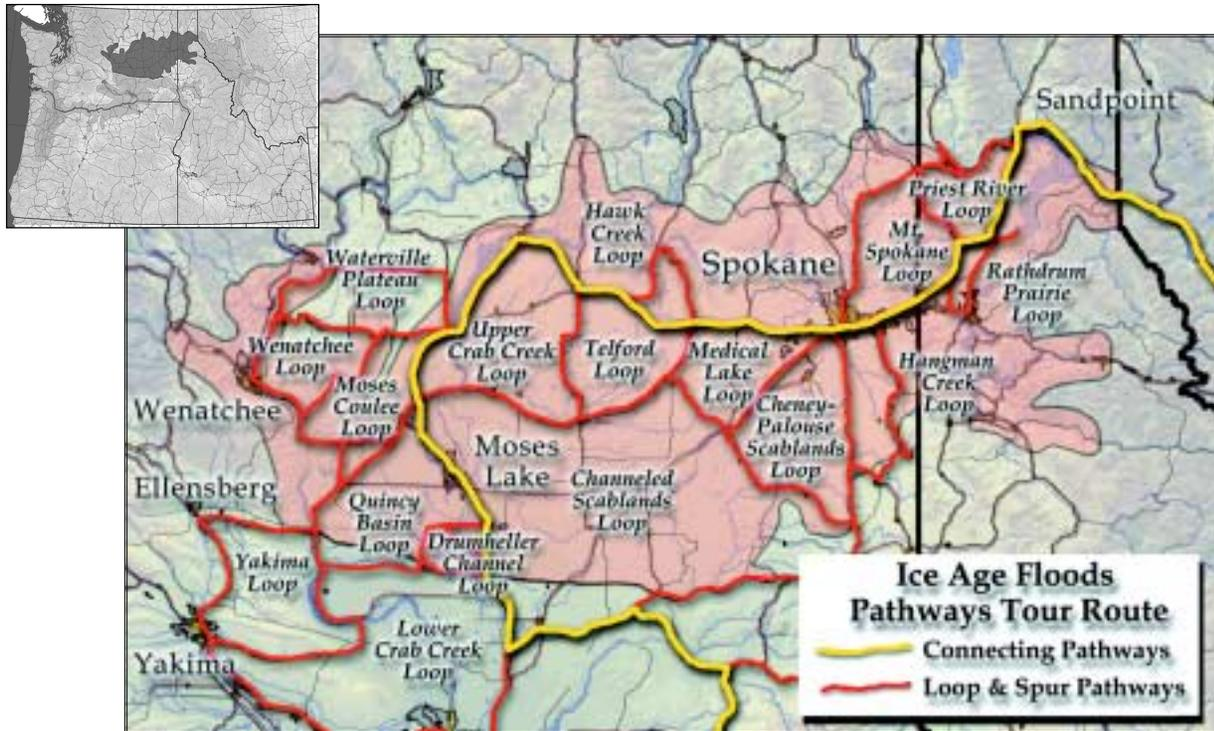 Sandpoint
Priest River
Loop
Hawk
Creek
Loop
Mt.
Spokane
Loop
Spokane
Waterville
Plateau
Loop
Rathdrum
Prairie
Loop
Upper
Crab Creek
Loop
Wenatchee
Loop
Telford
Loop
Medical
Lake
Loop
Hangman
Creek
Loop
Moses
Coulee
Loop
Wenatchee
Cheney-
Palouse
Scablands
Loop
Moses
Lake
Channeled
Scablands
Loop
Ellensberg
Quincy
Basin
Loop
Drumheller
Channel
Loop
Yakima
Loop
Lower
Crab Creek
Loop
Yakima
Ice Age Floods
Pathways Tour Route
Connecting Pathways
Loop & Spur Pathways